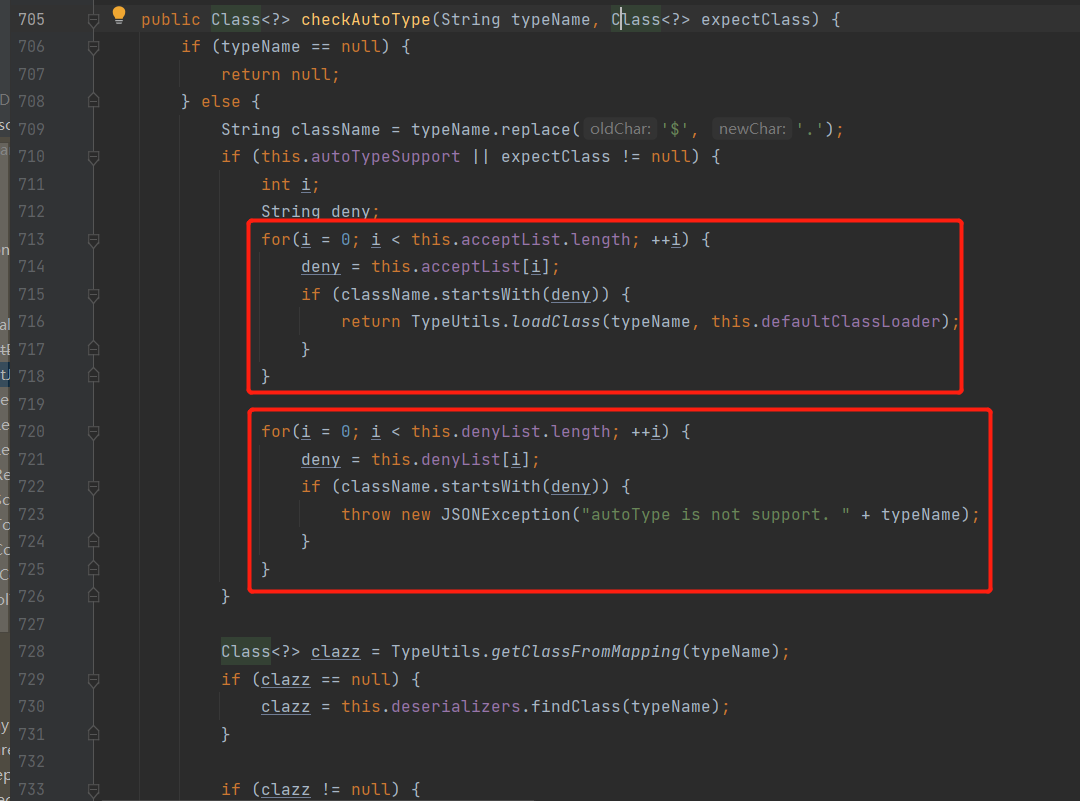 705 public Class<?> checkAutoType(String typeName, Class<?> expectClass) {
706 if (typeName == null) {
707 return null;
708 } else {
709 String className = typeName.replace( oldChar: '$', newChar: '.');
710 if (this.autoTypeSupport || expectClass != null) {
711 int i;
712 String deny;
713 for(i = 0; i < this.acceptList.length; ++i) {
714 deny = this.acceptList[i];
715 if (className.startsWith(deny)) {
716 return TypeUtils.loadClass(typeName, this.defaultClassLoader);
717 }
718 }
719
720 for(i = 0; i < this.denyList.length; ++i) {
721 deny = this.denyList[i];
722 if (className.startsWith(deny)) {
723 throw new JSONException("autoType is not support. " + typeName);
724 }
725 }
726 }
727
728 Class<?> clazz = TypeUtils.getClassFromMapping(typeName);
729 if (clazz == null) {
730 clazz = this.deserializers.findClass(typeName);
731 }
732
733 if (clazz != null) {